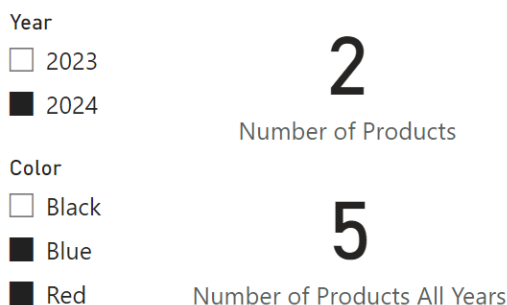 Year
2023
2024
2
Number of Products
Color
Black
Blue
Red
5
Number of Products All Years